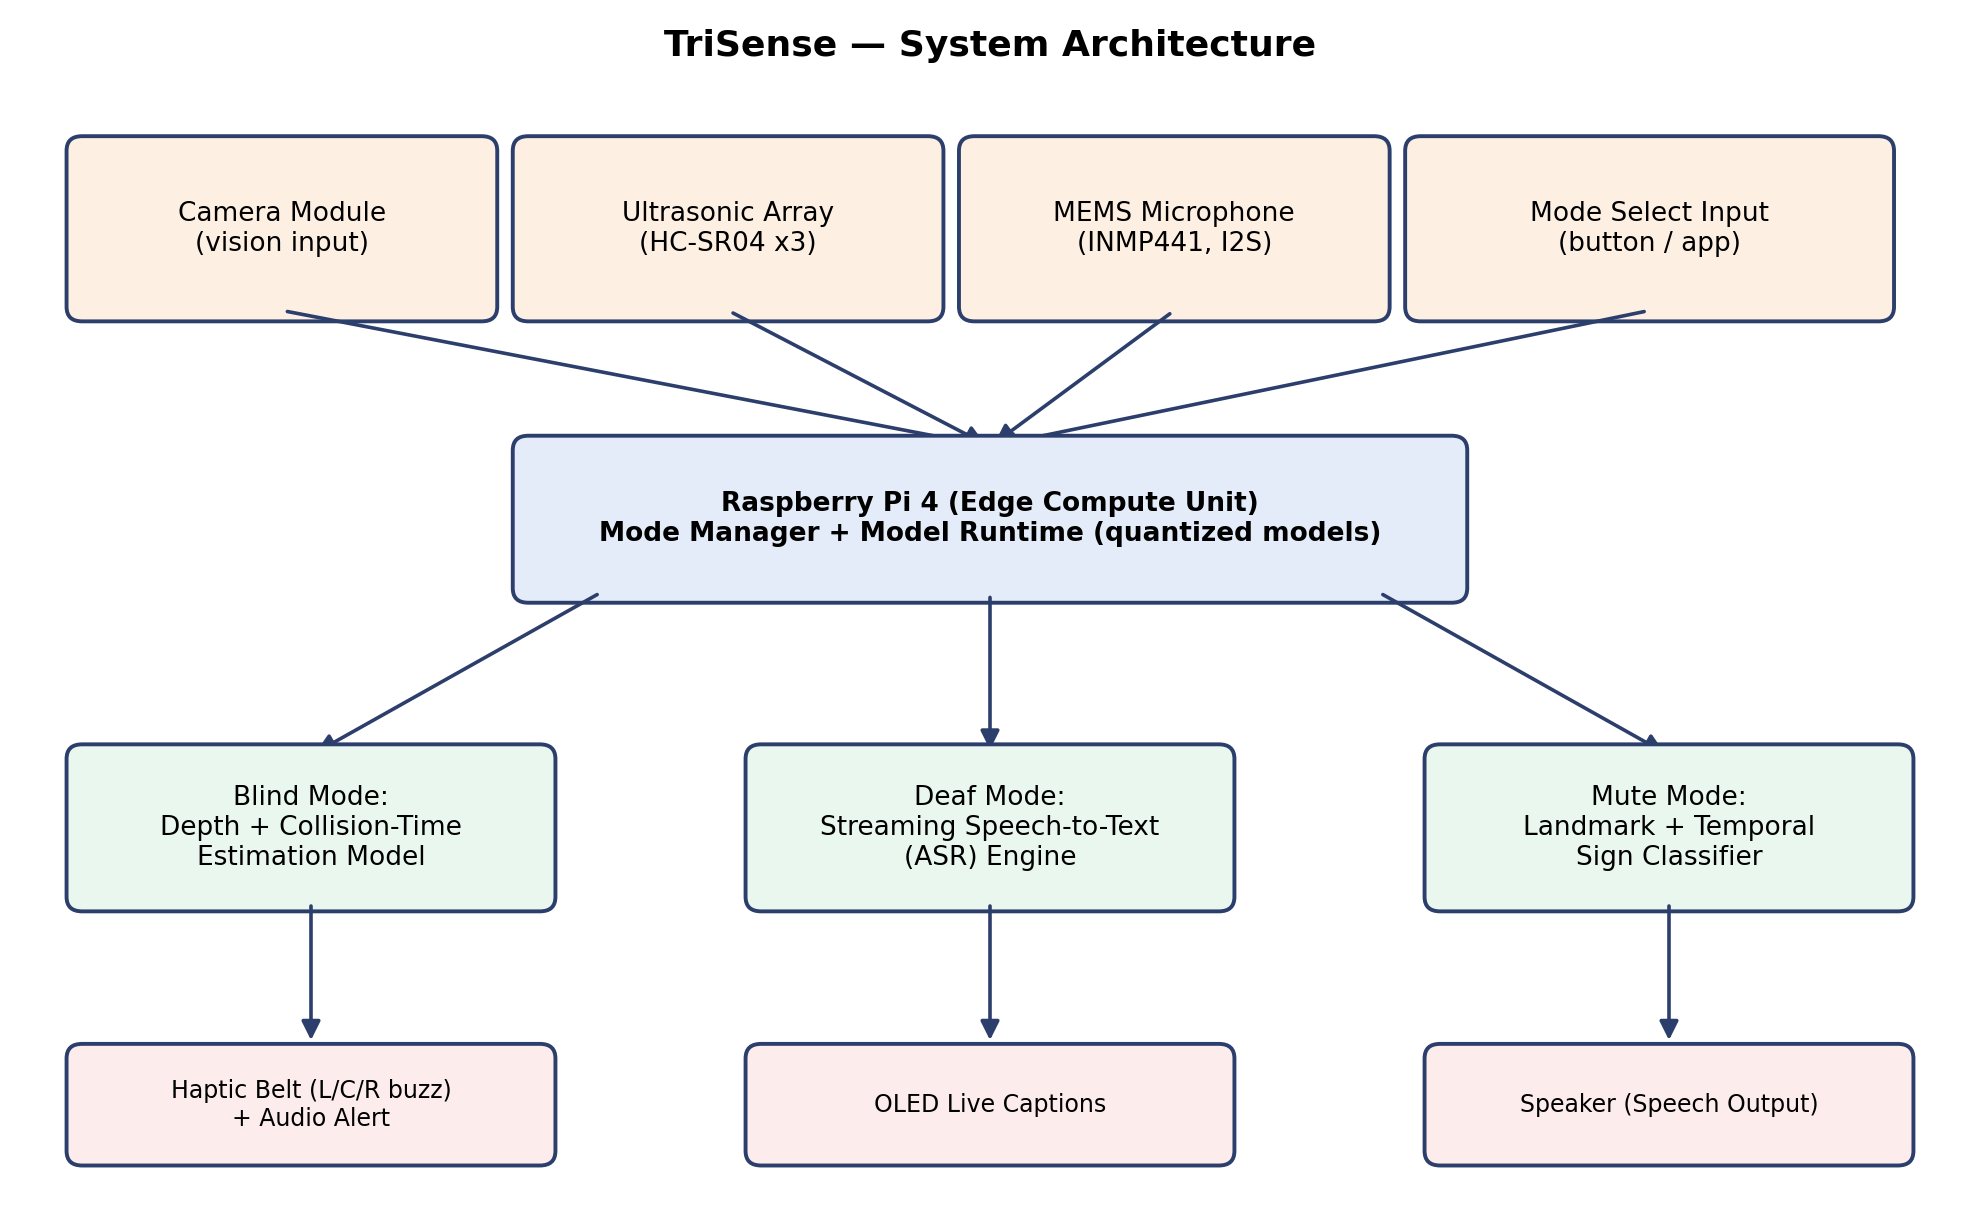 TriSense — System Architecture
Camera Module
(vision input)
Ultrasonic Array
(HC-SR04 x3)
MEMS Microphone
(INMP441, I2S)
Mode Select Input
(button / app)
Raspberry Pi 4 (Edge Compute Unit)
Mode Manager + Model Runtime (quantized models)
Blind Mode:
Depth + Collision-Time
Estimation Model
Deaf Mode:
Streaming Speech-to-Text
(ASR) Engine
Mute Mode:
Landmark + Temporal
Sign Classifier
Haptic Belt (L/C/R buzz)
+ Audio Alert
OLED Live Captions
Speaker (Speech Output)